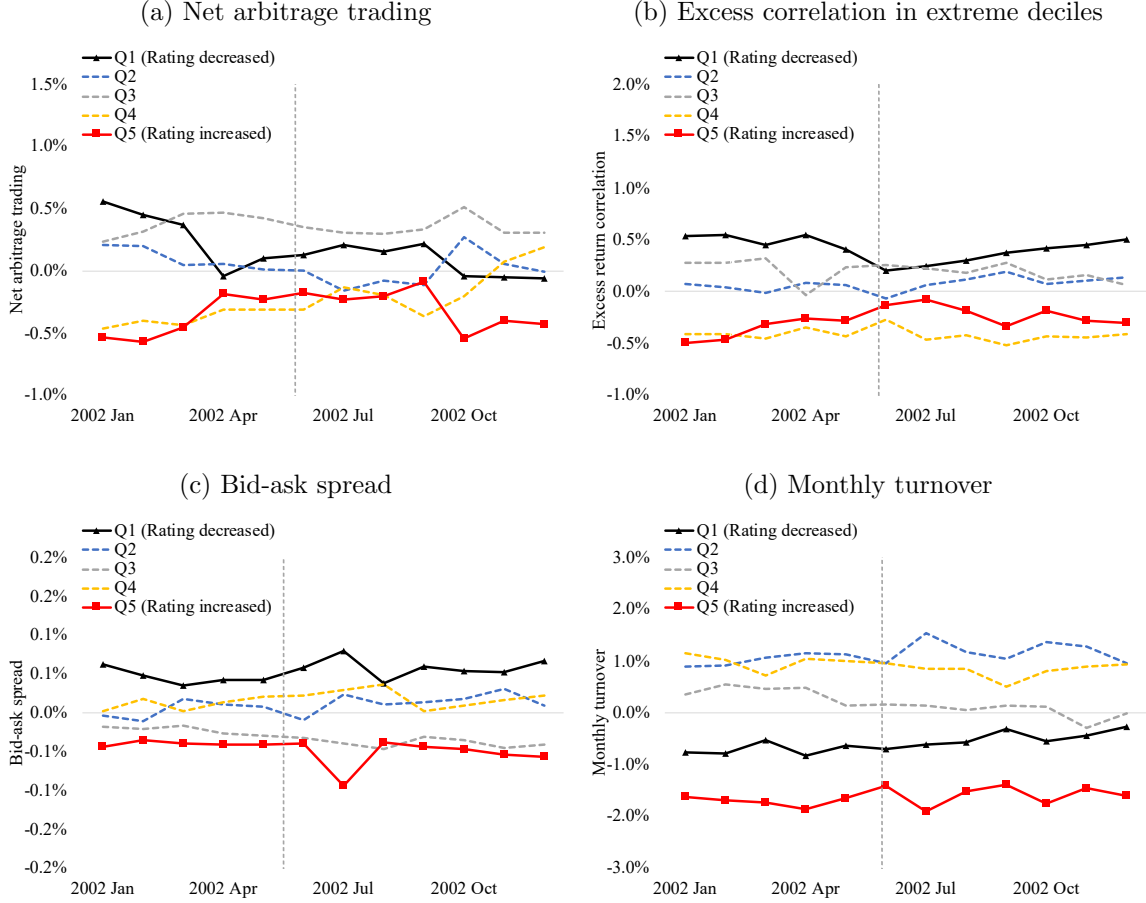 (a) Net arbitrage trading
Q1 (Rating decreased)
Q2
Q3
Q4
Q5 (Rating increased)
1.5%
1.0%
0.5%
0.0%
-0.5%
-1.0%
Net arbitrage trading
2002 Jan 2002 Apr 2002 Jul 2002 Oct
(b) Excess correlation in extreme deciles
Q1 (Rating decreased)
Q2
Q3
Q4
Q5 (Rating increased)
2.0%
1.5%
1.0%
0.5%
0.0%
-0.5%
-1.0%
Excess return correlation
2002 Jan 2002 Apr 2002 Jul 2002 Oct
(c) Bid-ask spread
Q1 (Rating decreased)
Q2
Q3
Q4
Q5 (Rating increased)
0.2%
0.2%
0.1%
0.1%
0.0%
-0.1%
-0.1%
-0.2%
-0.2%
Bid-ask spread
2002 Jan 2002 Apr 2002 Jul 2002 Oct
(d) Monthly turnover
Q1 (Rating decreased)
Q2
Q3
Q4
Q5 (Rating increased)
3.0%
2.0%
1.0%
0.0%
-1.0%
-2.0%
-3.0%
Monthly turnover
2002 Jan 2002 Apr 2002 Jul 2002 Oct